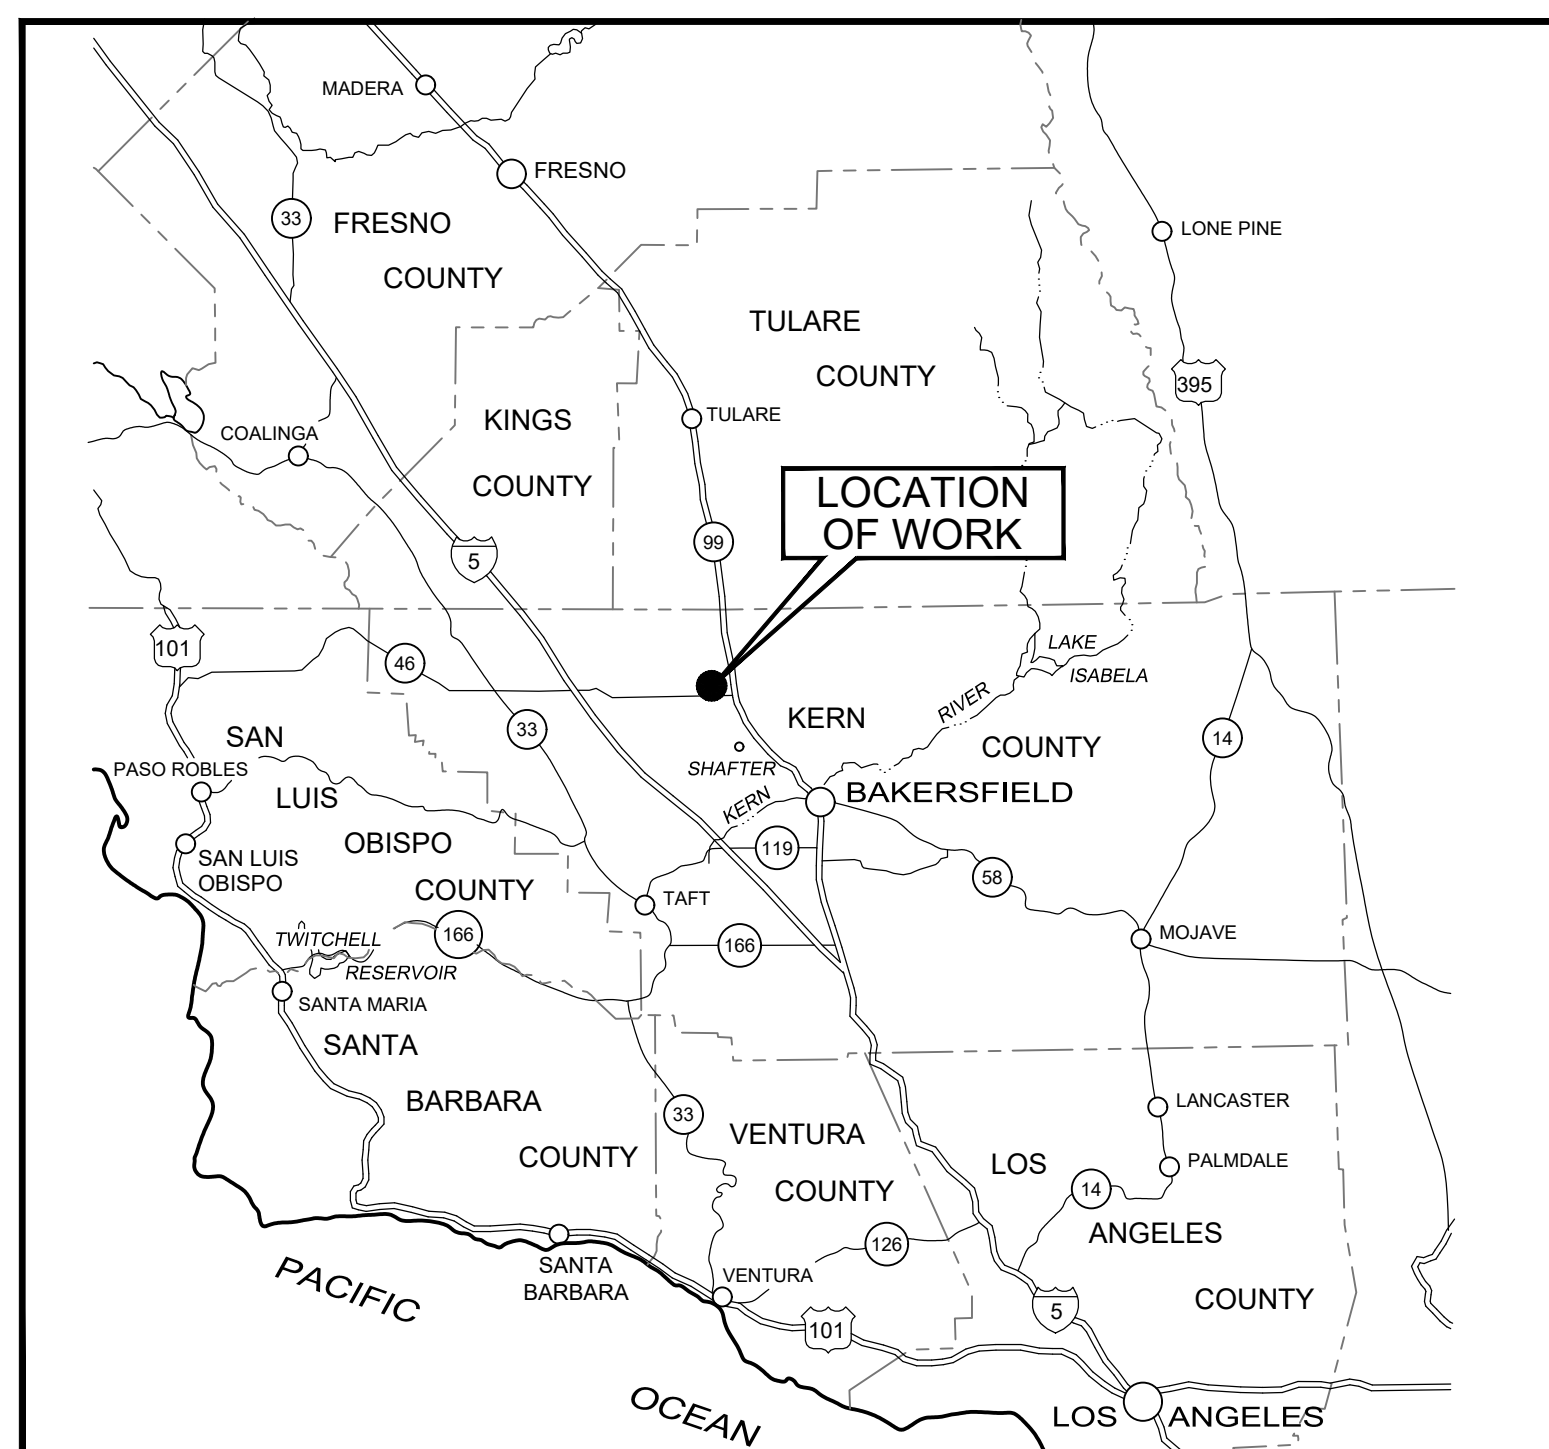 MADERA
FRESNO
33
FRESNO
COUNTY
LONE PINE
TULARE
COUNTY
395
KINGS
COUNTY
TULARE
COALINGA
LOCATION
OF WORK
99
5
101
46
LAKE
ISABELA
RIVER
KERN
COUNTY
33
14
SAN
LUIS
OBISPO
COUNTY
PASO ROBLES
SHAFTER
KERN
BAKERSFIELD
SAN LUIS
OBISPO
119
58
TAFT
166
166
MOJAVE
TWITCHELL
RESERVOIR
SANTA MARIA
SANTA
BARBARA
COUNTY
33
VENTURA
COUNTY
LANCASTER
PALMDALE
14
LOS
ANGELES
COUNTY
126
SANTA
BARBARA
VENTURA
5
101
PACIFIC
OCEAN
LOS ANGELES